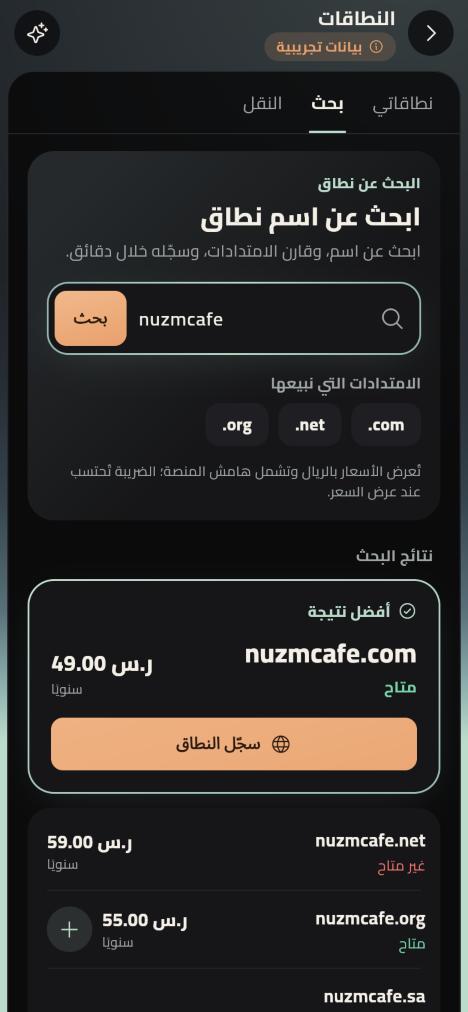 النطاقات
بيانات تجريبية
نطاقاتي
بحث
النقل
البحث عن نطاق
ابحث عن اسم نطاق
ابحث عن اسم، وقارن الامتدادات، وسجّله خلال دقائق.
nuzmcafe
بحث
الامتدادات التي نبيعها
.com
.net
.org
تُعرض الأسعار بالريال وتشمل هامش المنصة؛ الضريبة تُحتسب
عند عرض السعر.
نتائج البحث
أفضل نتيجة
nuzmcafe.com
ر.س 49.00
متاح
سنويًا
سجّل النطاق
nuzmcafe.net
ر.س 59.00
غير متاح
سنويًا
nuzmcafe.org
ر.س 55.00
متاح
سنويًا
nuzmcafe.sa